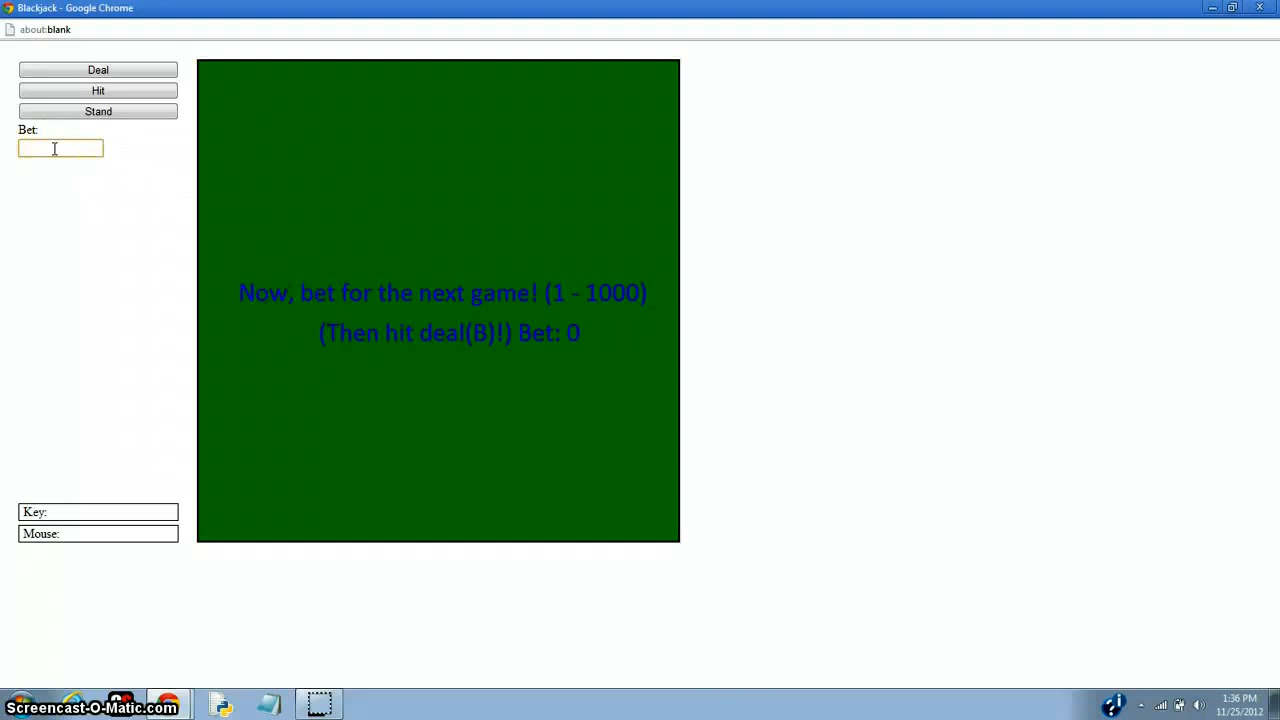 Blackjack - Google Chrome
about:blank
Deal
Hit
Stand
Bet:
Now, bet for the next game! (1 - 1000)
(Then hit deal(B)!) Bet: 0
Key:
Mouse:
Screencast-O-Matic.com
1:36 PM
11/25/2012